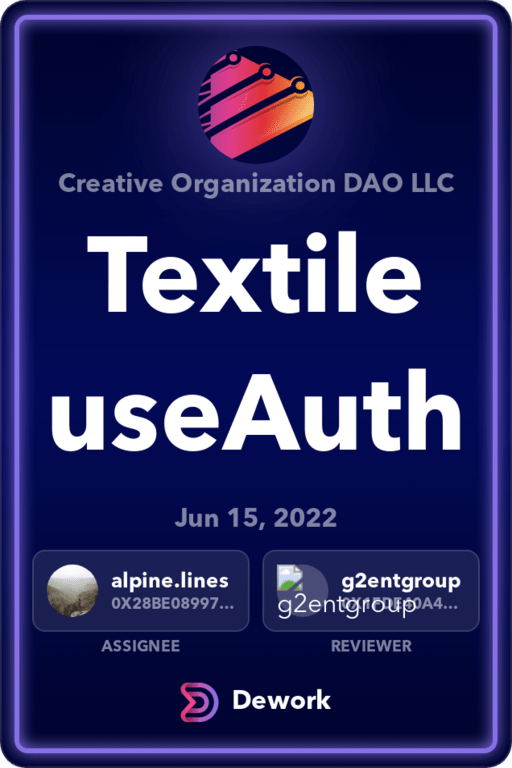 Creative Organization DAO LLC
Textile
useAuth
Jun 15, 2022
alpine.lines
0X28BE08997...
g2entgroup
g2entgroup
ASSIGNEE
REVIEWER
Dework